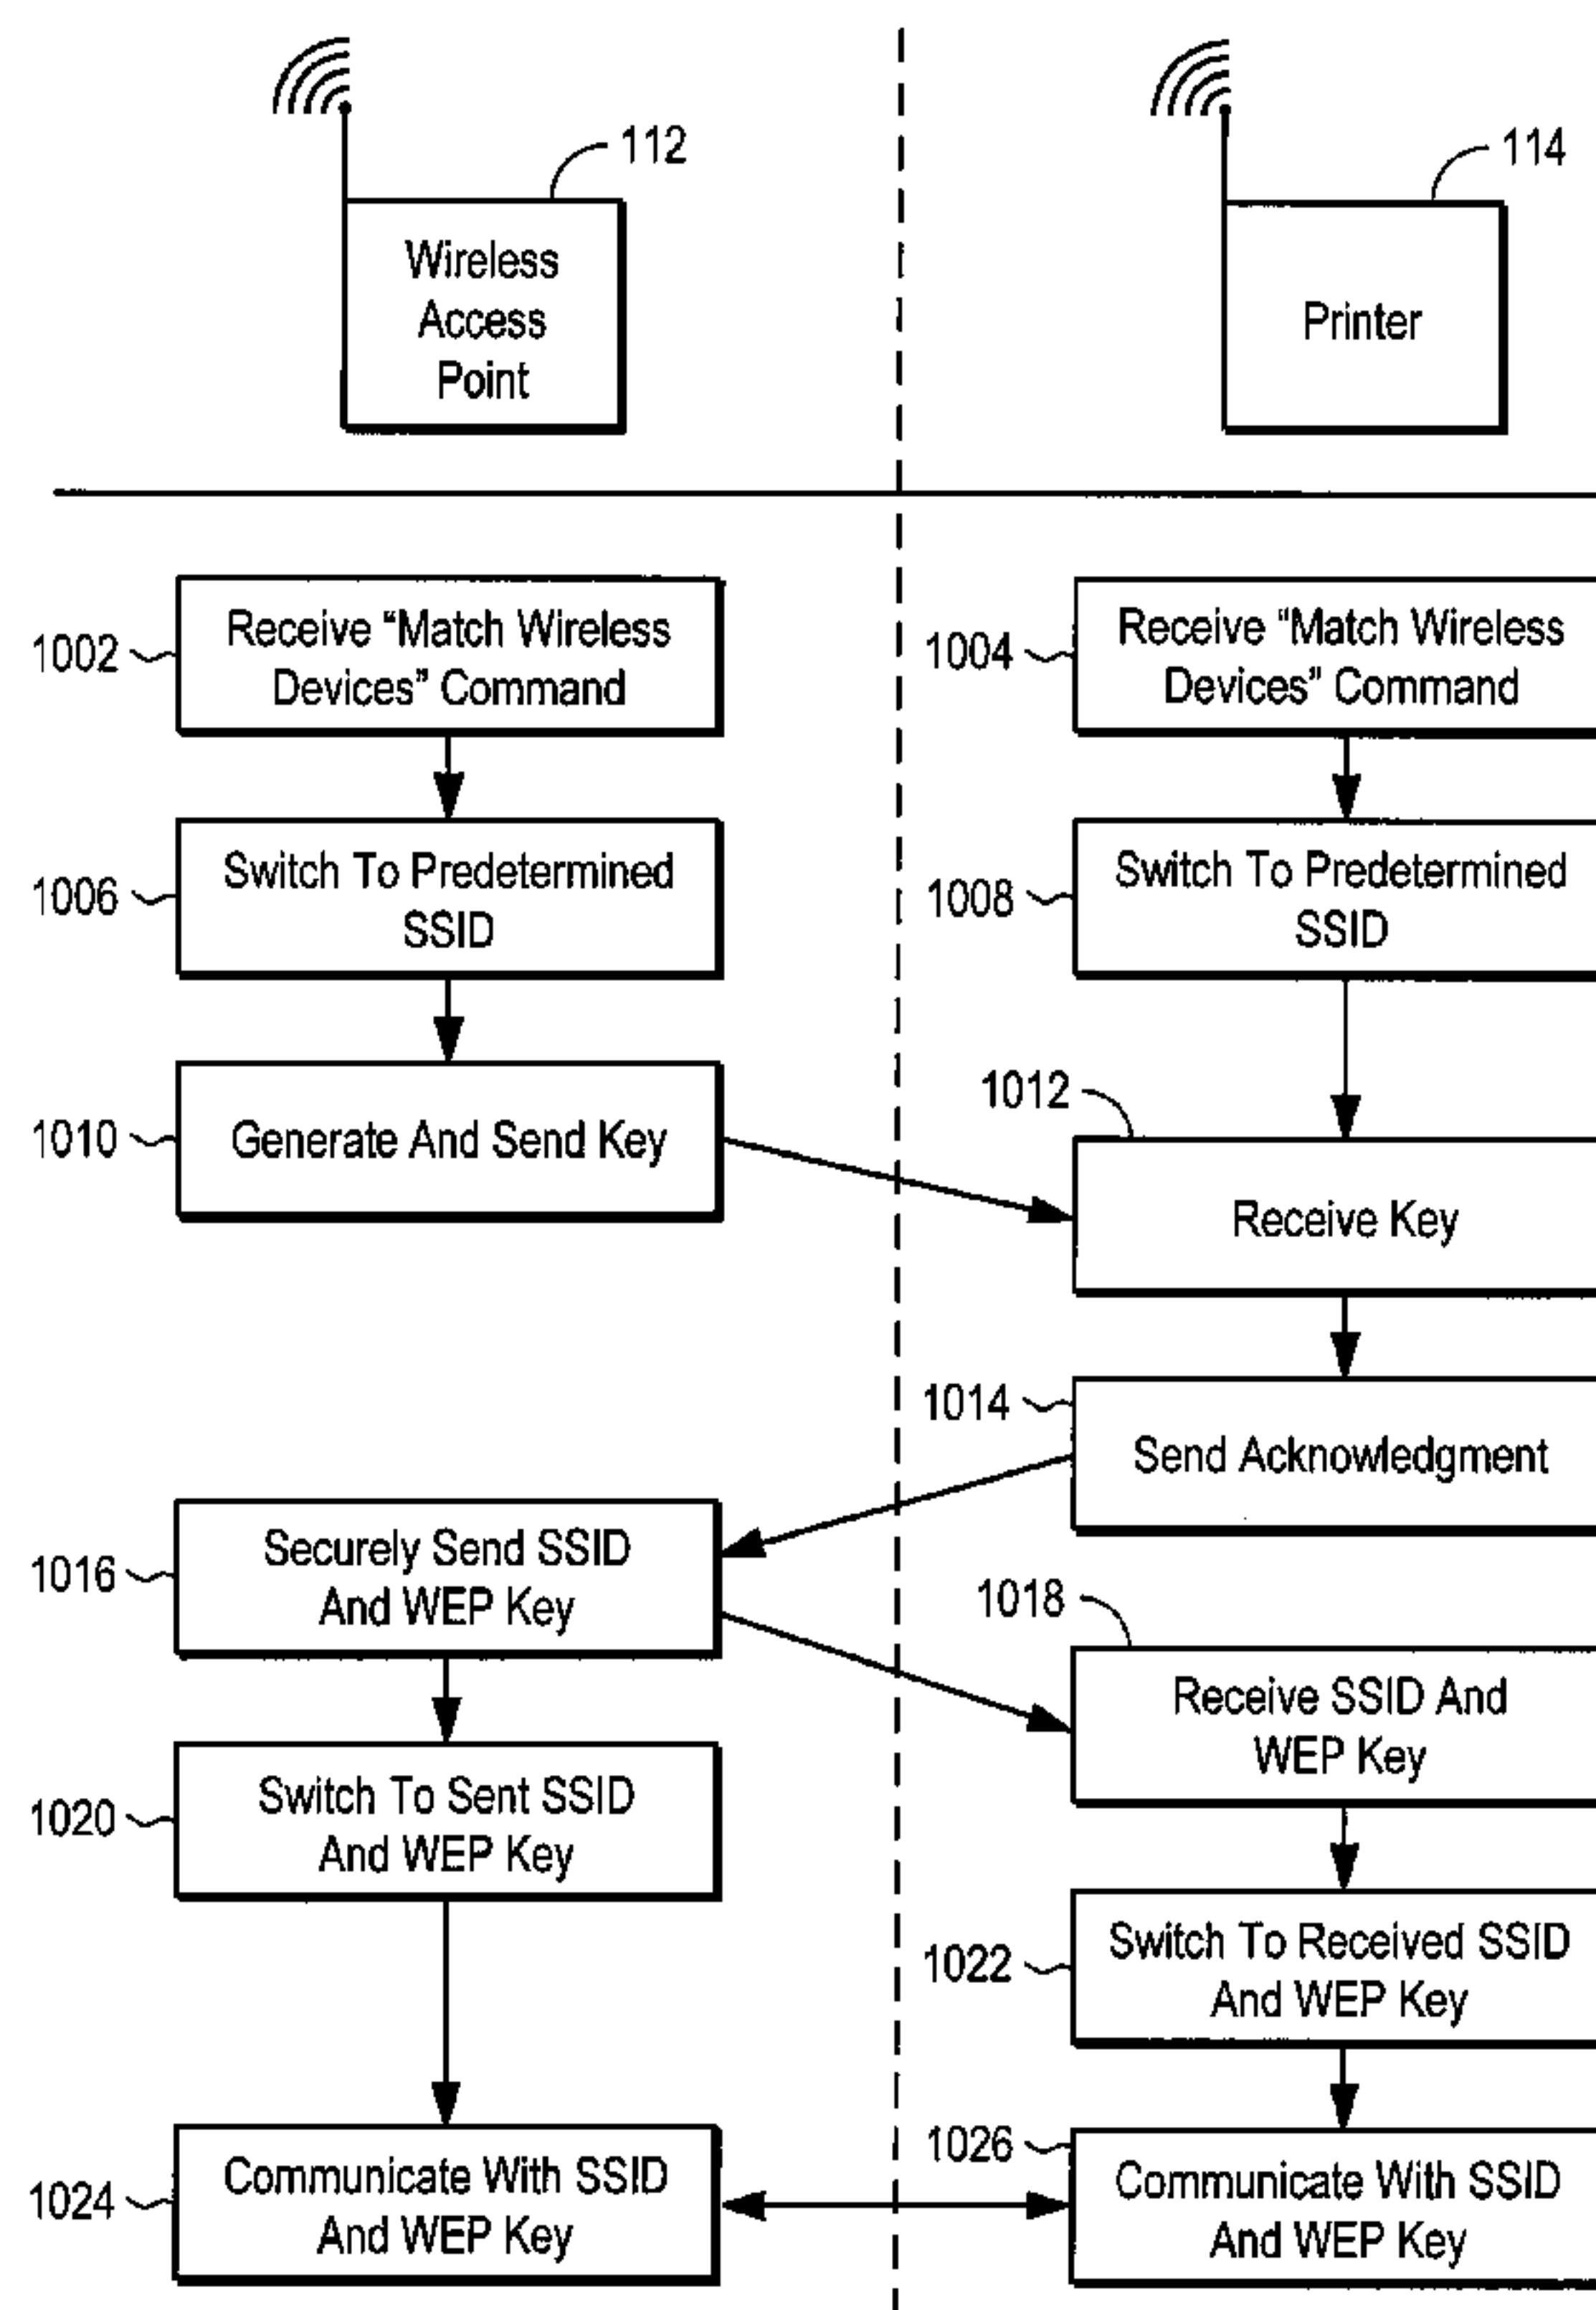 112
Wireless
Access
Point
114
Printer
1002
Receive “Match Wireless
Devices” Command
1004
Receive “Match Wireless
Devices” Command
1006
Switch To Predetermined
SSID
1008
Switch To Predetermined
SSID
1010
Generate And Send Key
1012
Receive Key
1014
Send Acknowledgment
1016
Securely Send SSID
And WEP Key
1018
Receive SSID And
WEP Key
1020
Switch To Sent SSID
And WEP Key
1022
Switch To Received SSID
And WEP Key
1024
Communicate With SSID
And WEP Key
1026
Communicate With SSID
And WEP Key